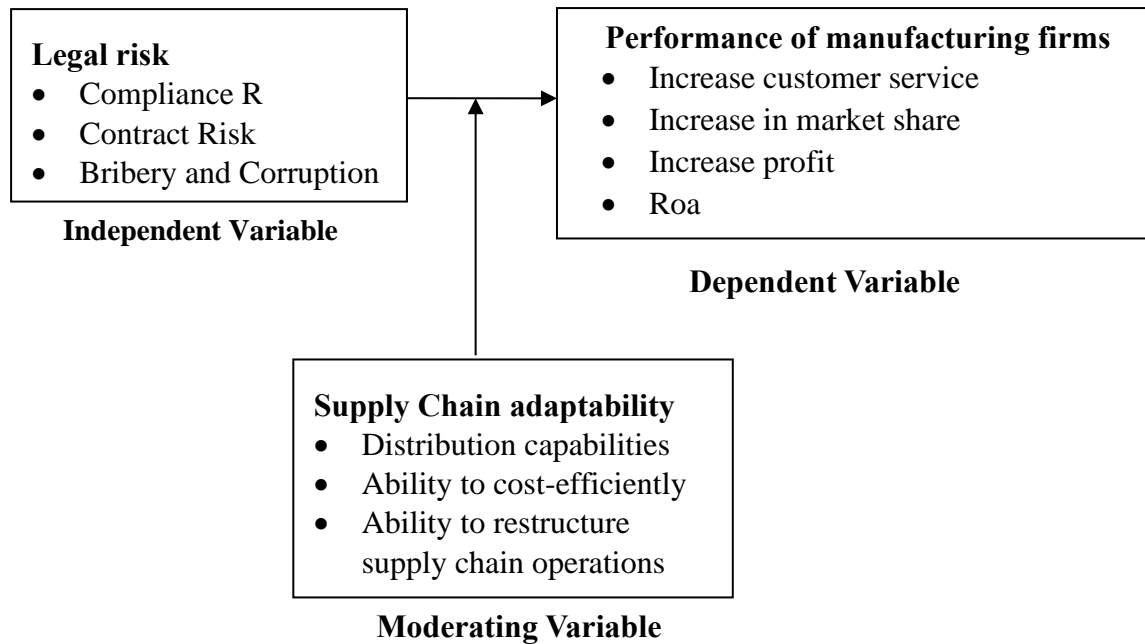 Legal risk
• Compliance R
• Contract Risk
• Bribery and Corruption
Independent Variable
Performance of manufacturing firms
• Increase customer service
• Increase in market share
• Increase profit
• Roa
Dependent Variable
Supply Chain adaptability
• Distribution capabilities
• Ability to cost-efficiently
• Ability to restructure
supply chain operations
Moderating Variable